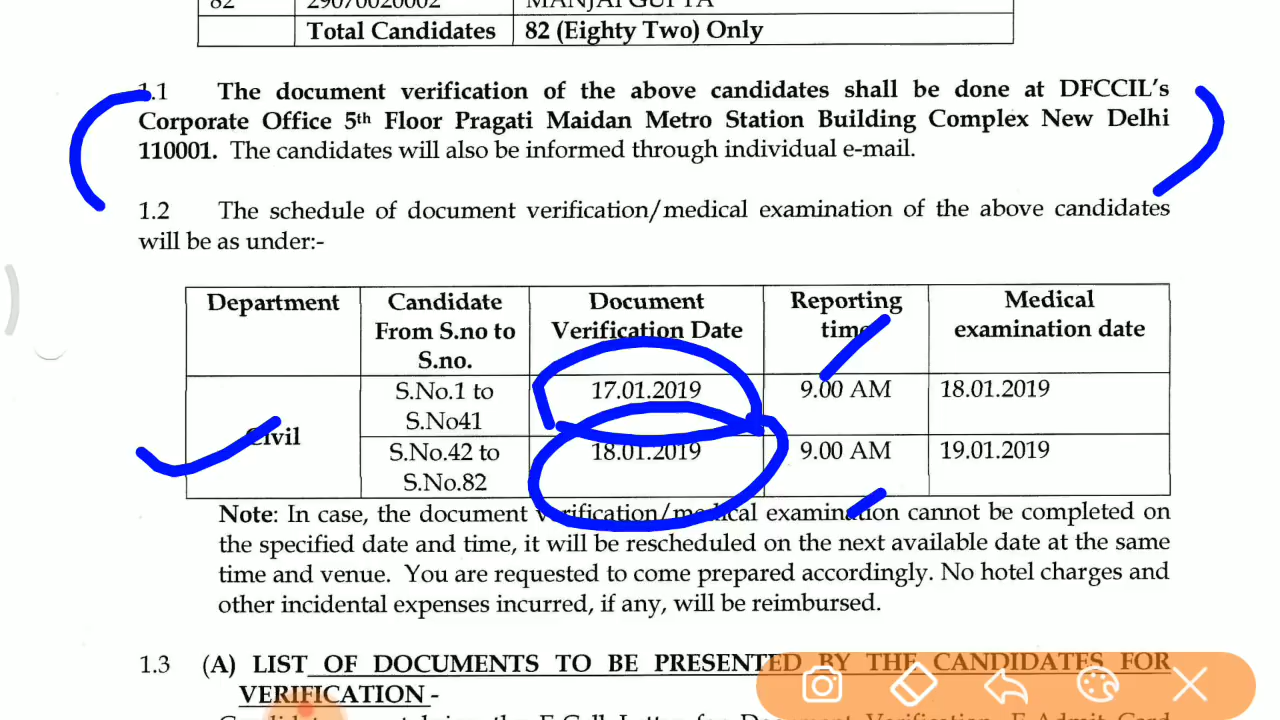 82 29070020002 MANJAI GUPTA
Total Candidates 82 (Eighty Two) Only
1.1 The document verification of the above candidates shall be done at DFCCIL's
Corporate Office 5th Floor Pragati Maidan Metro Station Building Complex New Delhi
110001. The candidates will also be informed through individual e-mail.
1.2 The schedule of document verification/medical examination of the above candidates
will be as under:-
Department Candidate From S.no to S.no. Document Verification Date Reporting time Medical examination date
Civil S.No.1 to S.No41 17.01.2019 9.00 AM 18.01.2019
S.No.42 to S.No.82 18.01.2019 9.00 AM 19.01.2019
Note: In case, the document verification/medical examination cannot be completed on
the specified date and time, it will be rescheduled on the next available date at the same
time and venue. You are requested to come prepared accordingly. No hotel charges and
other incidental expenses incurred, if any, will be reimbursed.
1.3 (A) LIST OF DOCUMENTS TO BE PRESENTED BY THE CANDIDATES FOR
VERIFICATION -